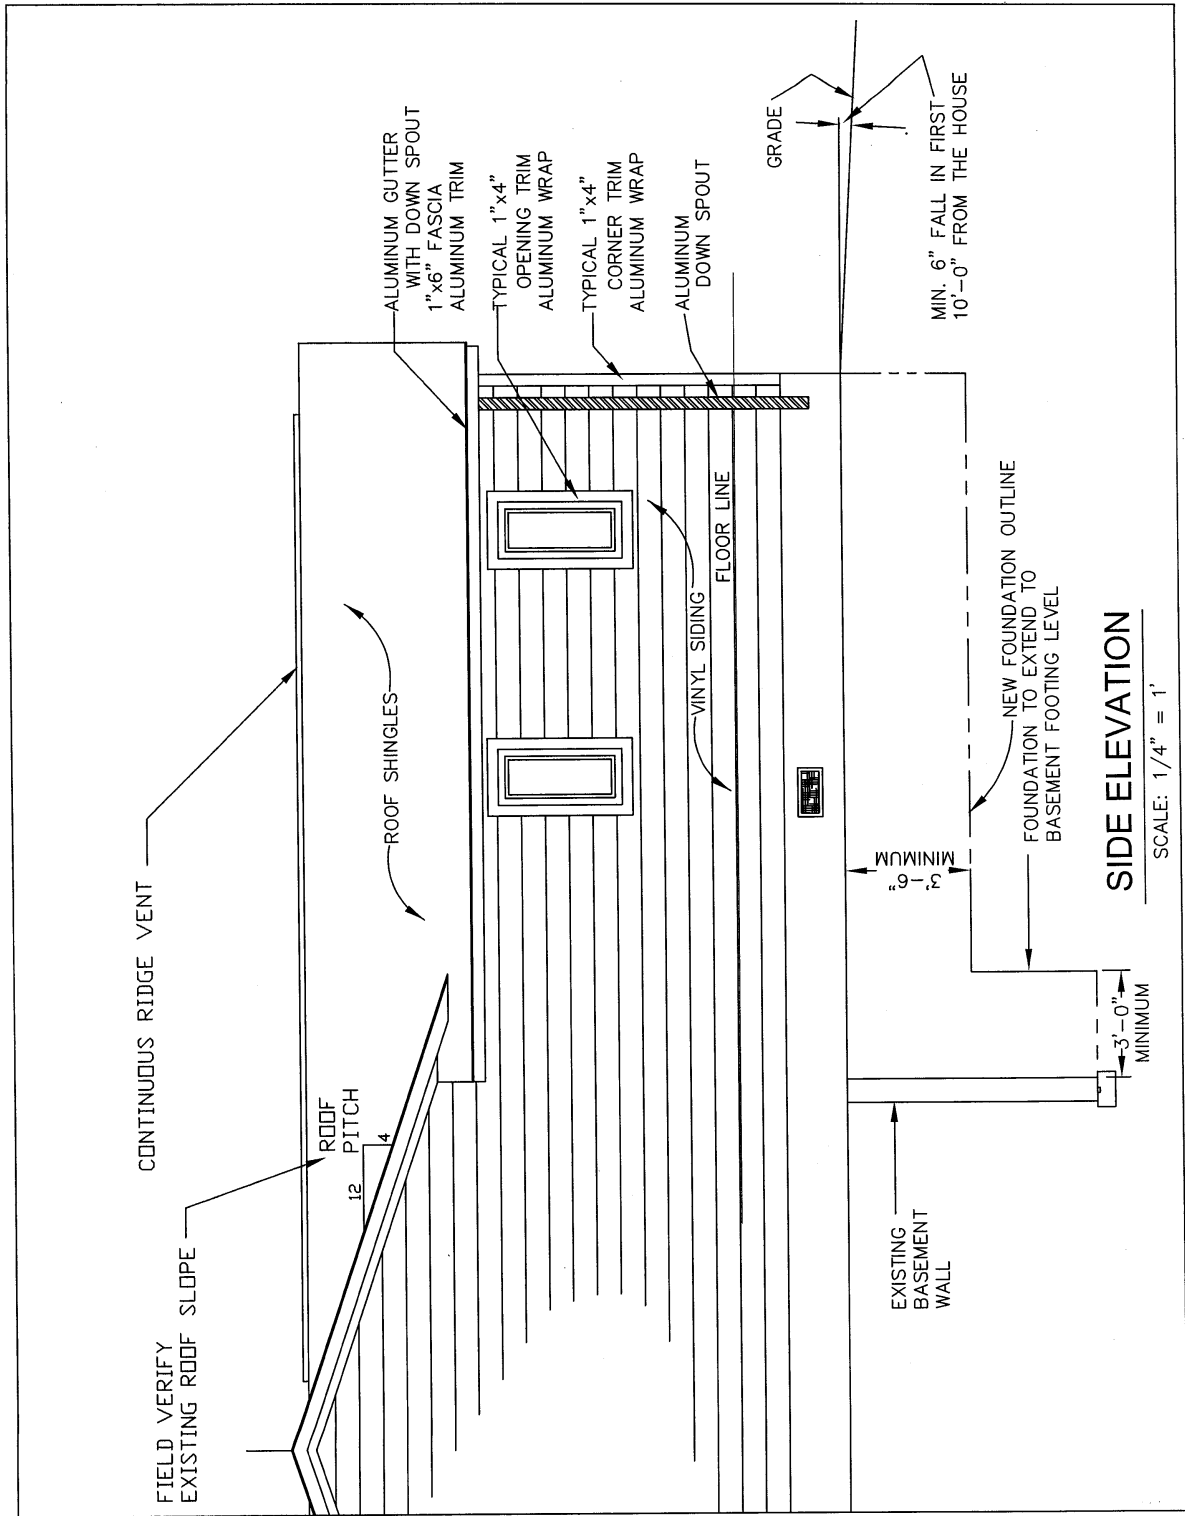 CONTINUOUS RIDGE VENT
FIELD VERIFY
EXISTING ROOF SLOPE
ROOF
PITCH
12
4
ROOF SHINGLES
ALUMINUM GUTTER
WITH DOWN SPOUT
1"x6" FASCIA
ALUMINUM TRIM
TYPICAL 1"x4"
OPENING TRIM
ALUMINUM WRAP
TYPICAL 1"x4"
CORNER TRIM
ALUMINUM WRAP
ALUMINUM
DOWN SPOUT
VINYL SIDING
FLOOR LINE
GRADE
MIN. 6" FALL IN FIRST
10'-0" FROM THE HOUSE
3'-6"
MINIMUM
EXISTING
BASEMENT
WALL
NEW FOUNDATION OUTLINE
FOUNDATION TO EXTEND TO
BASEMENT FOOTING LEVEL
3'-0"
MINIMUM
SIDE ELEVATION
SCALE: 1/4" = 1'